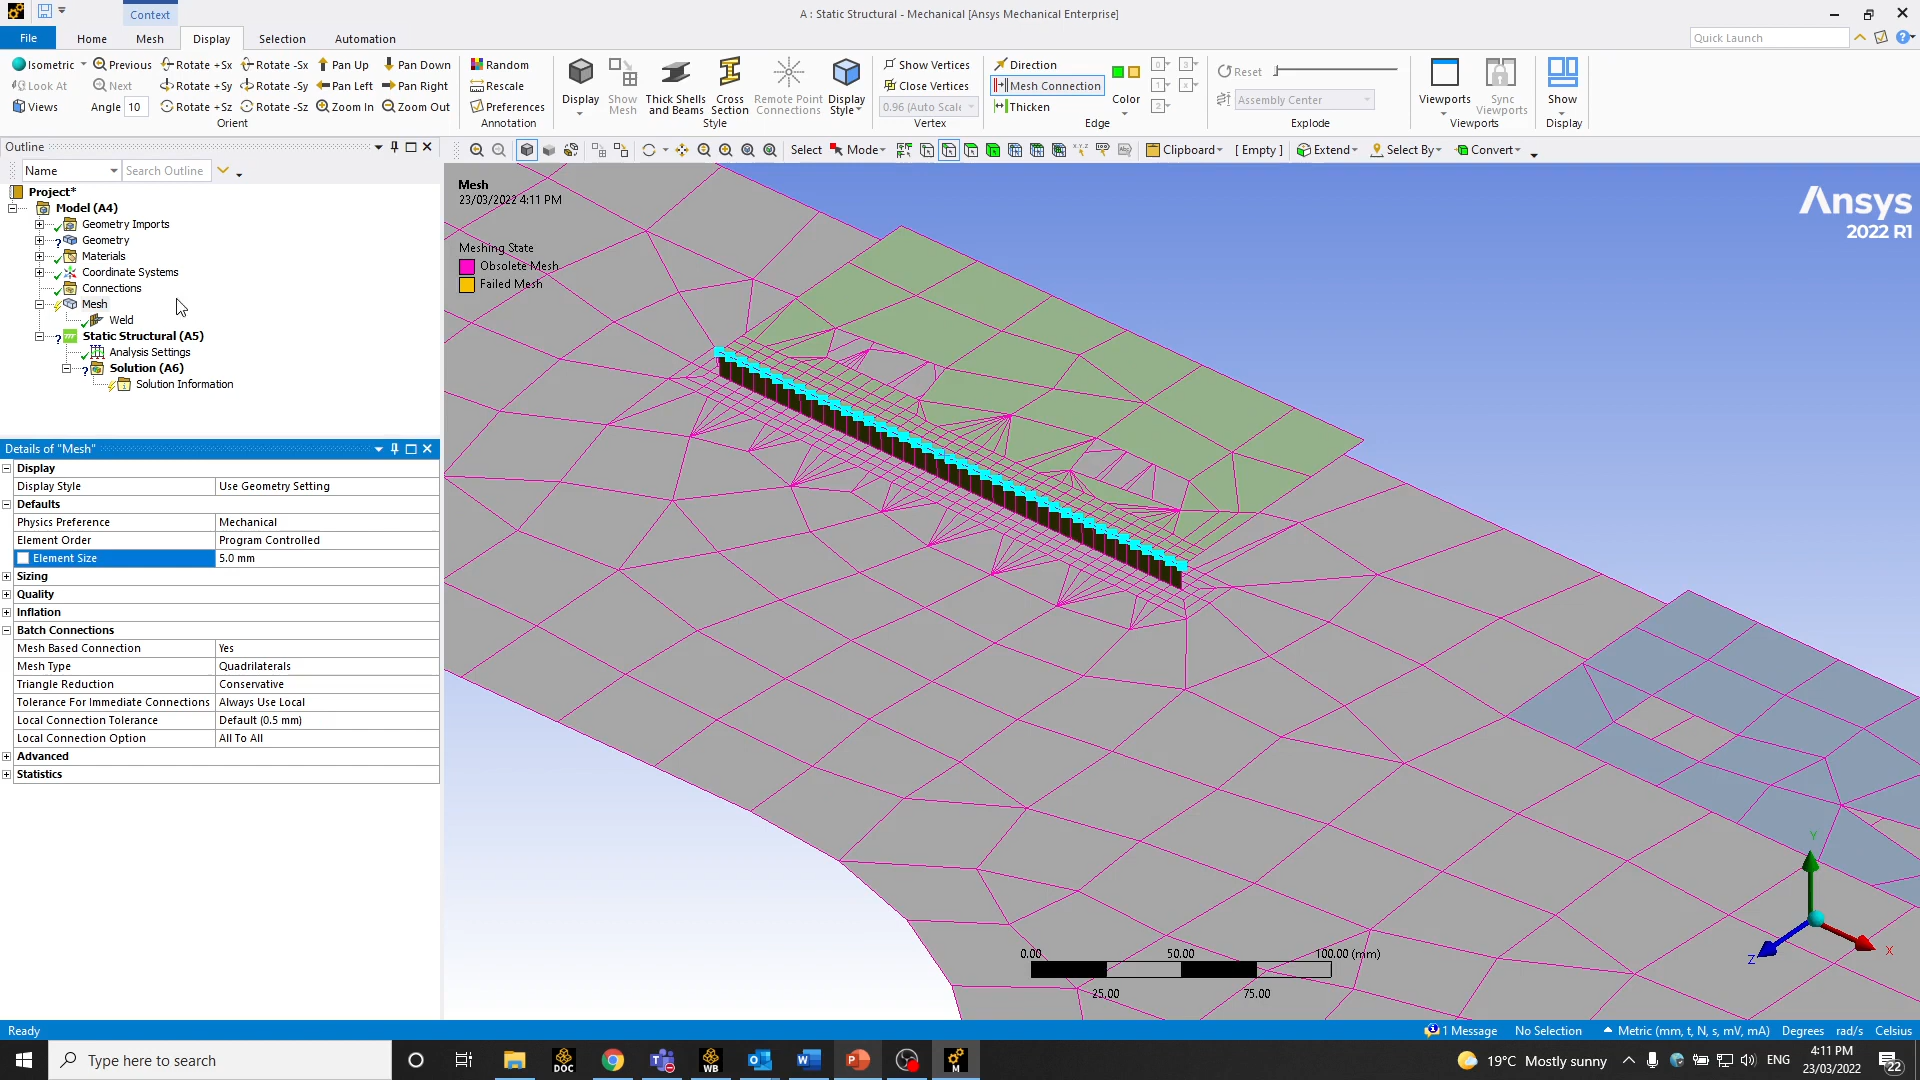 Context
A : Static Structural - Mechanical [Ansys Mechanical Enterprise]
File Home Mesh Display Selection Automation
Quick Launch
Isometric Previous Rotate +Sx Rotate -Sx Pan Up Pan Down
Look At Next Rotate +Sy Rotate -Sy Pan Left Pan Right
Views Angle 10 Rotate +Sz Rotate -Sz Zoom In Zoom Out
Orient
Random
Rescale
Preferences
Annotation
Display
Show Mesh
Thick Shells and Beams
Cross Section
Remote Point Connections
Display Style
Style
Show Vertices
Close Vertices
0.96 (Auto Scale
Vertex
Direction
Mesh Connection
Thicken
Color
Edge
Reset
Assembly Center
Explode
Viewports
Sync Viewports
Viewports
Show
Display
Outline
Name Search Outline
Select Mode Clipboard [ Empty ] Extend Select By Convert
Project*
Model (A4)
Geometry Imports
Geometry
Materials
Coordinate Systems
Connections
Mesh
Weld
Static Structural (A5)
Analysis Settings
Solution (A6)
Solution Information
Details of "Mesh"
Display
Display Style Use Geometry Setting
Defaults
Physics Preference Mechanical
Element Order Program Controlled
Element Size 5.0 mm
Sizing
Quality
Inflation
Batch Connections
Mesh Based Connection Yes
Mesh Type Quadrilaterals
Triangle Reduction Conservative
Tolerance For Immediate Connections Always Use Local
Local Connection Tolerance Default (0.5 mm)
Local Connection Option All To All
Advanced
Statistics
Mesh
23/03/2022 4:11 PM
Meshing State
Obsolete Mesh
Failed Mesh
Ansys
2022 R1
0.00 50.00 100.00 (mm)
25.00 75.00
Y
Z
X
Ready
1 Message No Selection Metric (mm, t, N, s, mV, mA) Degrees rad/s Celsius
Type here to search
DOC
WB
M
19°C Mostly sunny
ENG
4:11 PM
23/03/2022
22